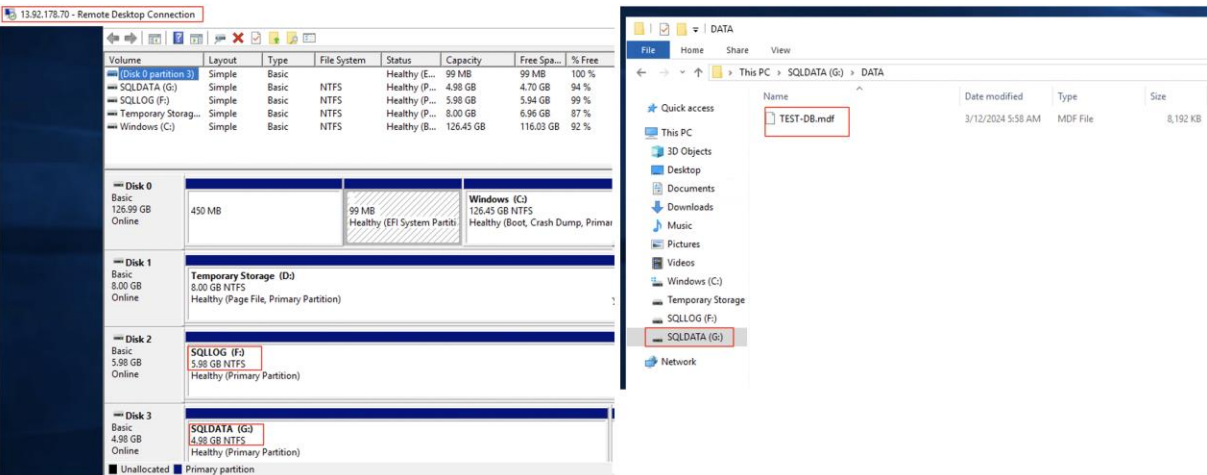 13.92.178.70 - Remote Desktop Connection
Volume Layout Type File System Status Capacity Free Spa... % Free
(Disk 0 partition 3) Simple Basic Healthy (E... 99 MB 99 MB 100 %
SQLDATA (G:) Simple Basic NTFS Healthy (P... 4.98 GB 4.70 GB 94 %
SQLLOG (F:) Simple Basic NTFS Healthy (P... 5.98 GB 5.94 GB 99 %
Temporary Storag... Simple Basic NTFS Healthy (P... 8.00 GB 6.96 GB 87 %
Windows (C:) Simple Basic NTFS Healthy (B... 126.45 GB 116.03 GB 92 %
Disk 0
Basic
126.99 GB
Online
450 MB
99 MB
Healthy (EFI System Partiti
Windows (C:)
126.45 GB NTFS
Healthy (Boot, Crash Dump, Primar
Disk 1
Basic
8.00 GB
Online
Temporary Storage (D:)
8.00 GB NTFS
Healthy (Page File, Primary Partition)
Disk 2
Basic
5.98 GB
Online
SQLLOG (F:)
5.98 GB NTFS
Healthy (Primary Partition)
Disk 3
Basic
4.98 GB
Online
SQLDATA (G:)
4.98 GB NTFS
Healthy (Primary Partition)
Unallocated Primary partition
DATA
File Home Share View
This PC > SQLDATA (G:) > DATA
Name Date modified Type Size
TEST-DB.mdf 3/12/2024 5:58 AM MDF File 8,192 KB
Quick access
This PC
3D Objects
Desktop
Documents
Downloads
Music
Pictures
Videos
Windows (C:)
Temporary Storage
SQLLOG (F:)
SQLDATA (G:)
Network